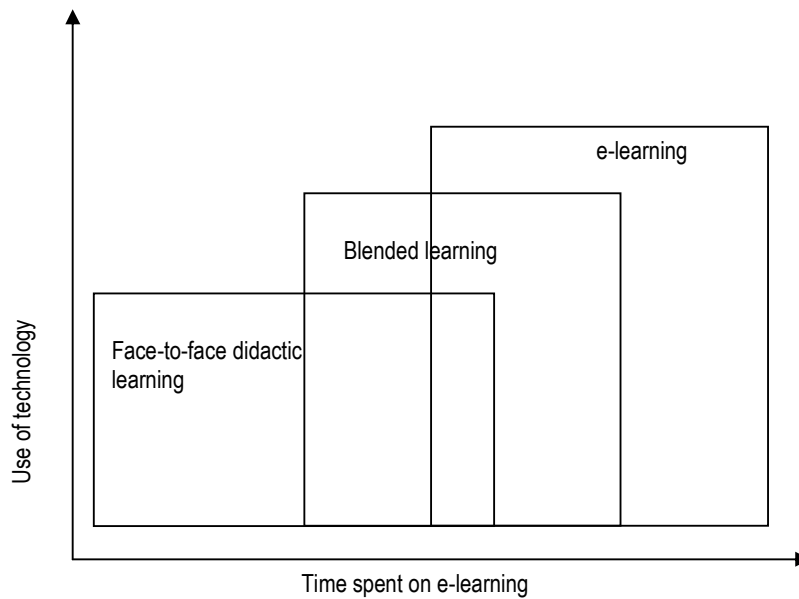 e-learning
Blended learning
Face-to-face didactic
learning
Use of technology
Time spent on e-learning